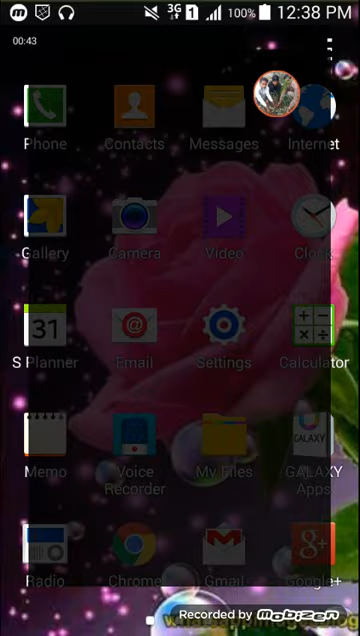 3G 1 100% 12:38 PM
00:43
Phone Contacts Messages Internet
Gallery Camera Video Clock
31
S Planner Email Settings Calculator
GALAXY
Memo Voice Recorder My Files GALAXY Apps
Radio Chrome Gmail Google+
Recorded by Mobizen